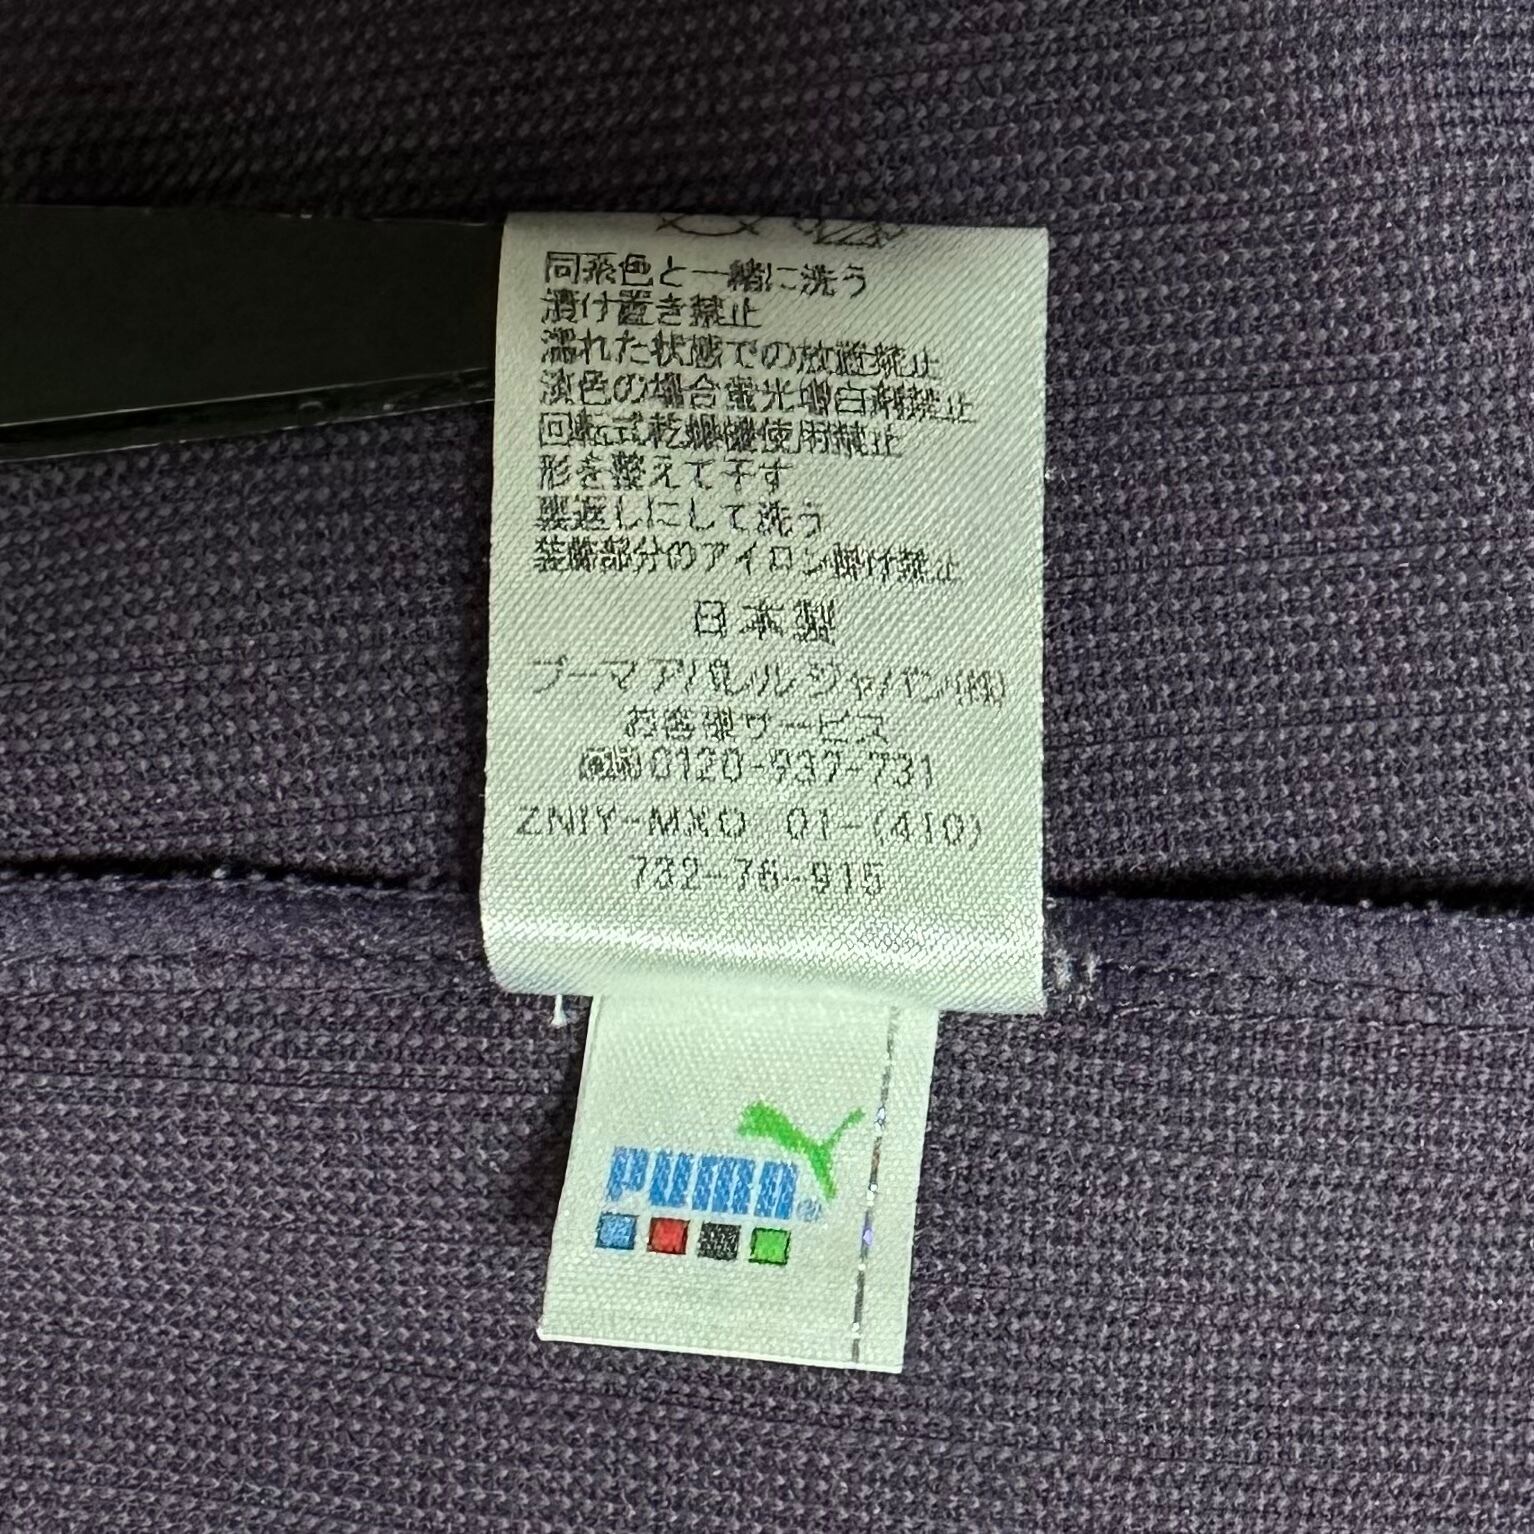 同系色と一緒に洗う
漬け置き禁止
濡れた状態での放置禁止
淡色の場合蛍光増白剤禁止
回転式乾燥機使用禁止
形を整えて干す
裏返しにして洗う
装飾部分のアイロン掛け禁止
日本製
プーマアパレルジャパン(株)
お客様サービス
0120-937-731
ZNIY-MXO 01-(410)
732-76-915
PUMA